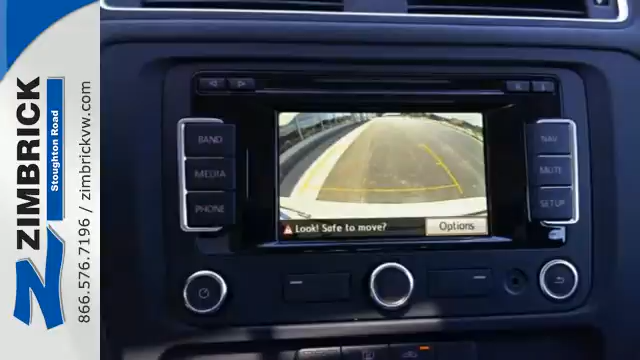 ZIMBRICK
Stoughton Road
866.576.7196 / zimbrickvw.com
BAND
MEDIA
PHONE
NAV
MUTE
SETUP
Look! Safe to move?
Options